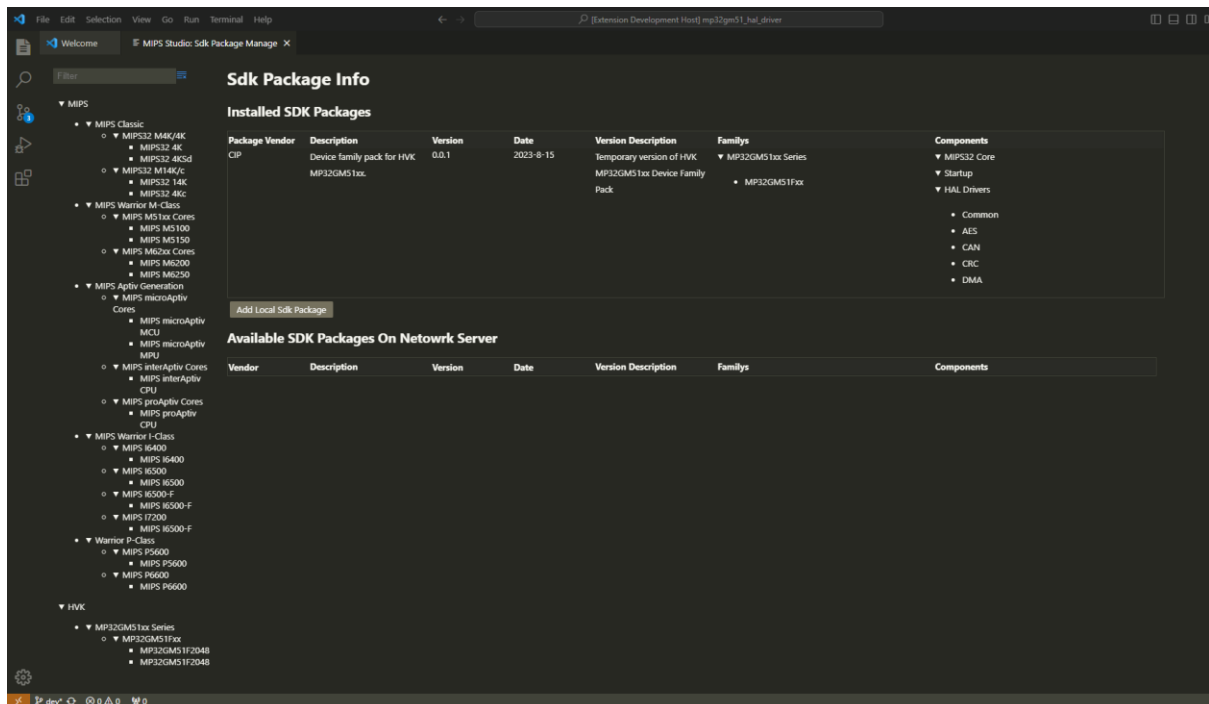 File Edit Selection View Go Run Terminal Help
[Extension Development Host] mp32gm51_hal_driver
Welcome
MIPS Studio: Sdk Package Manage
Filter
MIPS
MIPS Classic
MIPS32 M4K/4K
MIPS32 4K
MIPS32 4KSd
MIPS32 M14K/c
MIPS32 14K
MIPS32 4Kc
MIPS Warrior M-Class
MIPS M51xx Cores
MIPS M5100
MIPS M5150
MIPS M62xx Cores
MIPS M6200
MIPS M6250
MIPS Aptiv Generation
MIPS microAptiv
Cores
MIPS microAptiv
MCU
MIPS microAptiv
MPU
MIPS interAptiv Cores
MIPS interAptiv
CPU
MIPS proAptiv Cores
MIPS proAptiv
CPU
MIPS Warrior I-Class
MIPS I6400
MIPS I6400
MIPS I6500
MIPS I6500
MIPS I6500-F
MIPS I6500-F
MIPS I7200
MIPS I6500-F
Warrior P-Class
MIPS P5600
MIPS P5600
MIPS P6600
MIPS P6600
HVK
MP32GM51xx Series
MP32GM51Fxx
MP32GM51F2048
MP32GM51F2048
Sdk Package Info
Installed SDK Packages
Package Vendor Description Version Date Version Description Familys Components
CIP Device family pack for HVK 0.0.1 2023-8-15 Temporary version of HVK MP32GM51xx Series MIPS32 Core
MP32GM51xx. MP32GM51xx Device Family MP32GM51Fxx Startup
Pack HAL Drivers
Common
AES
CAN
CRC
DMA
Add Local Sdk Package
Available SDK Packages On Netowrk Server
Vendor Description Version Date Version Description Familys Components
dev* 0 0 0